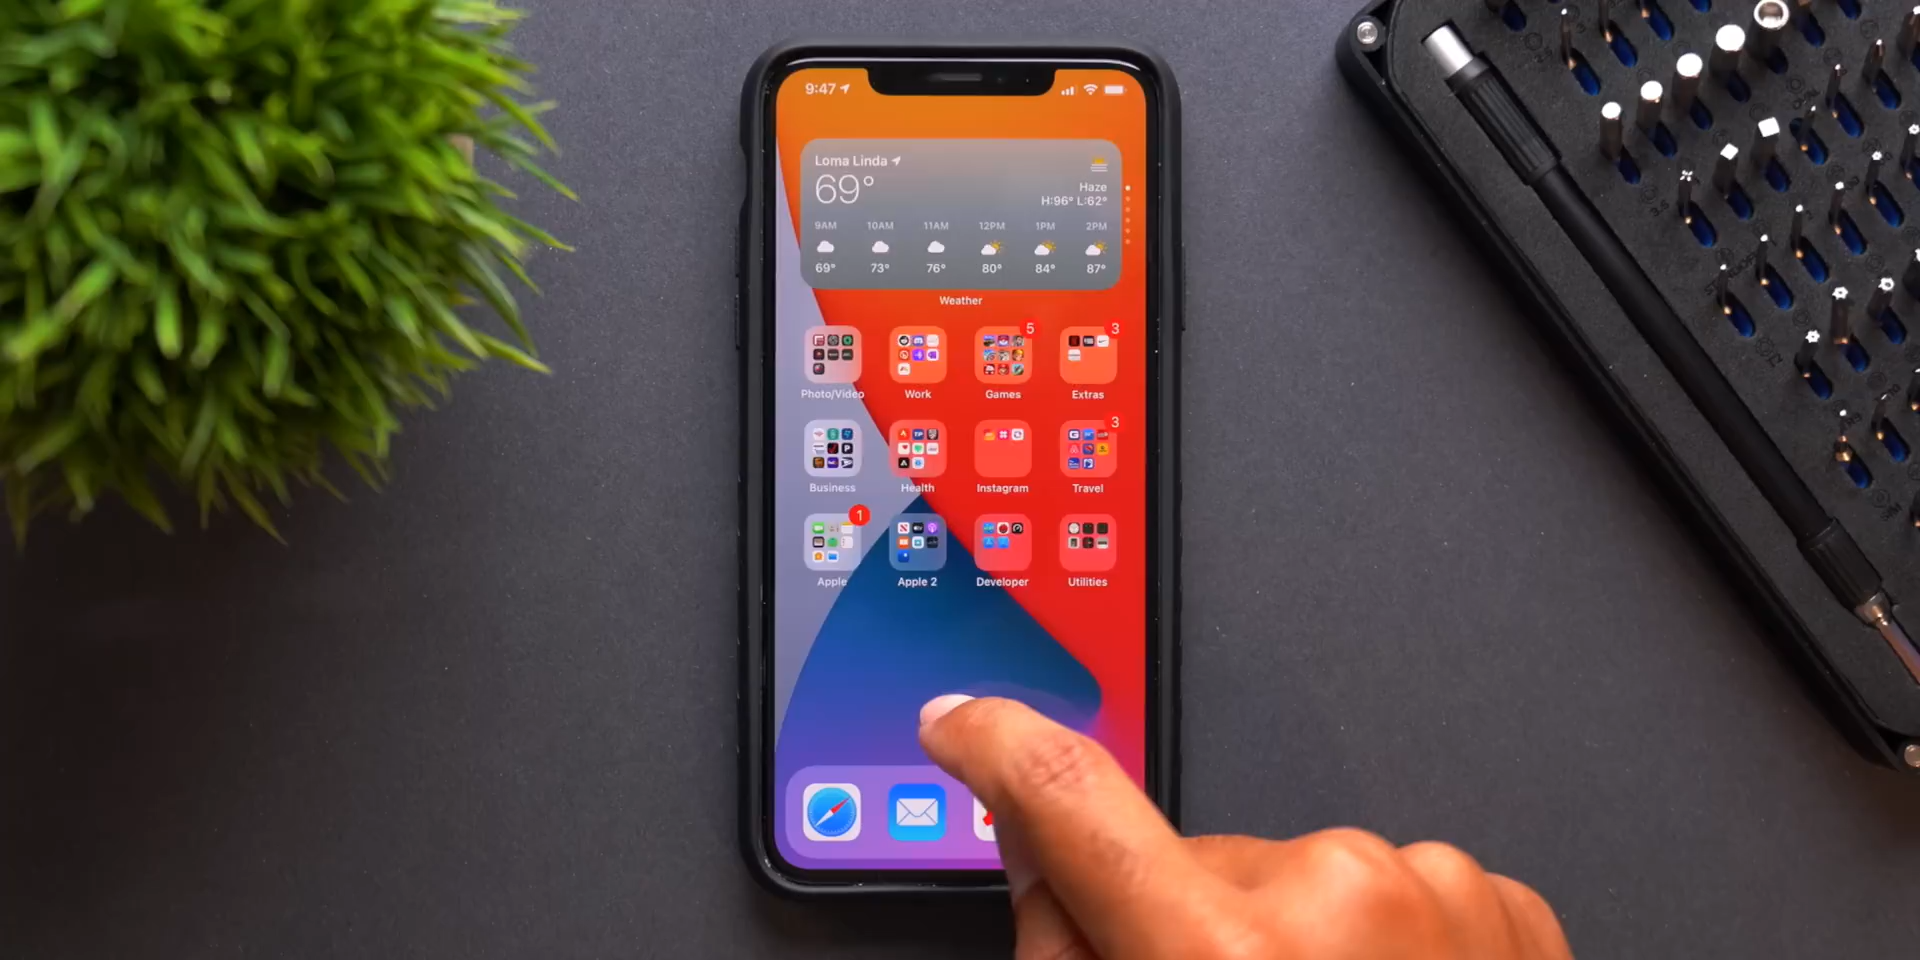 9:47
Loma Linda
69°
Haze
H:96° L:62°
9AM 10AM 11AM 12PM 1PM 2PM
69° 73° 76° 80° 84° 87°
Weather
5 3
Photo/Video Work Games Extras
3
Business Health Instagram Travel
1
Apple Apple 2 Developer Utilities